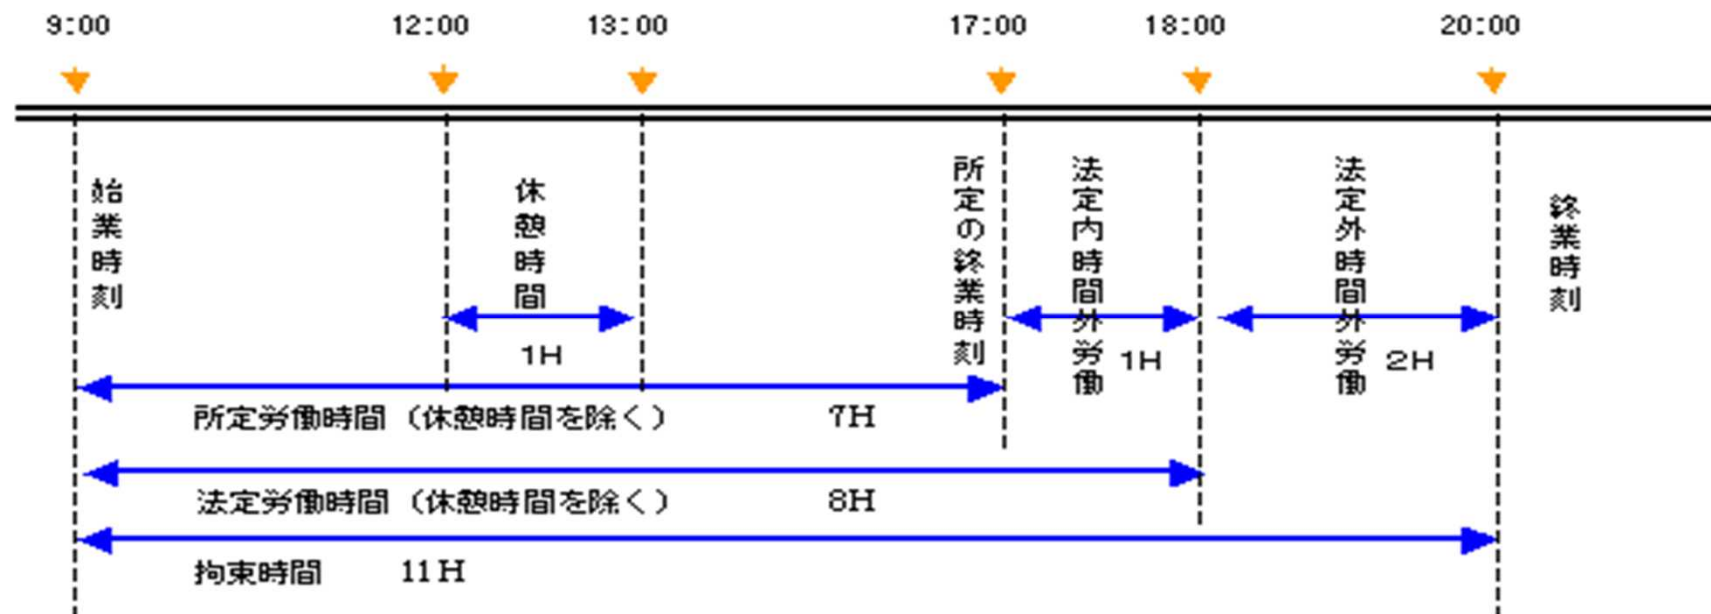 9:00 12:00 13:00 17:00 18:00 20:00
始業時刻
休憩時間
1H
所定の終業時刻
法定内時間外労働
1H
法定外時間外労働
2H
終業時刻
所定労働時間（休憩時間を除く） 7H
法定労働時間（休憩時間を除く） 8H
拘束時間 11H